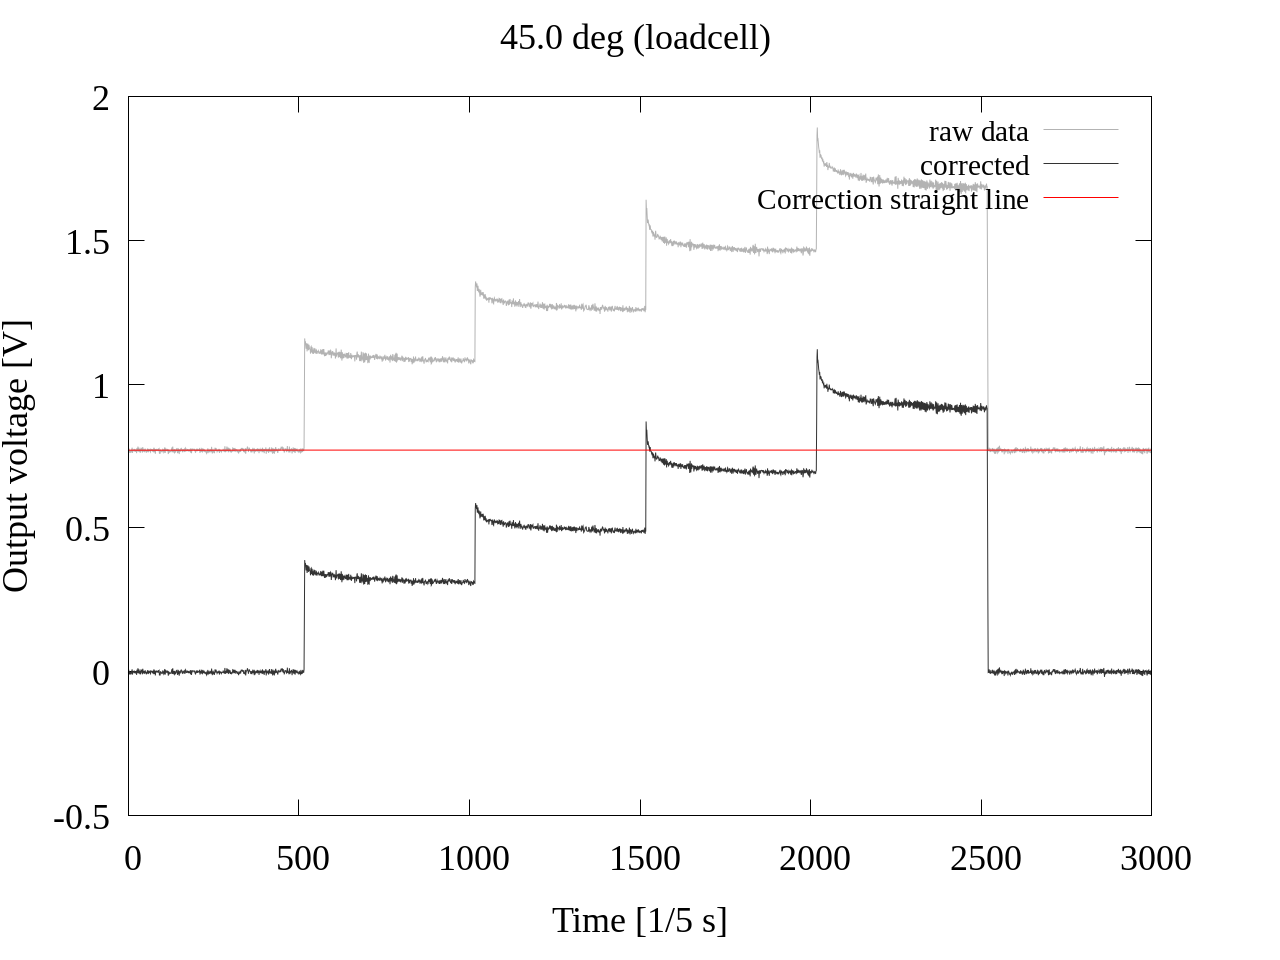 45.0 deg (loadcell)
2
1.5
1
0.5
0
-0.5
Output voltage [V]
raw data
corrected
Correction straight line
0 500 1000 1500 2000 2500 3000
Time [1/5 s]